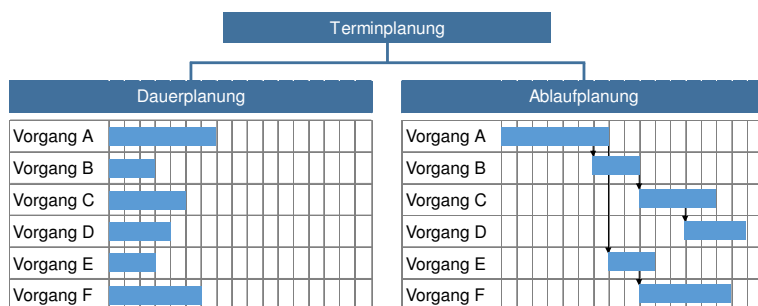 Terminplanung
Dauerplanung
Vorgang A
Vorgang B
Vorgang C
Vorgang D
Vorgang E
Vorgang F
Ablaufplanung
Vorgang A
Vorgang B
Vorgang C
Vorgang D
Vorgang E
Vorgang F